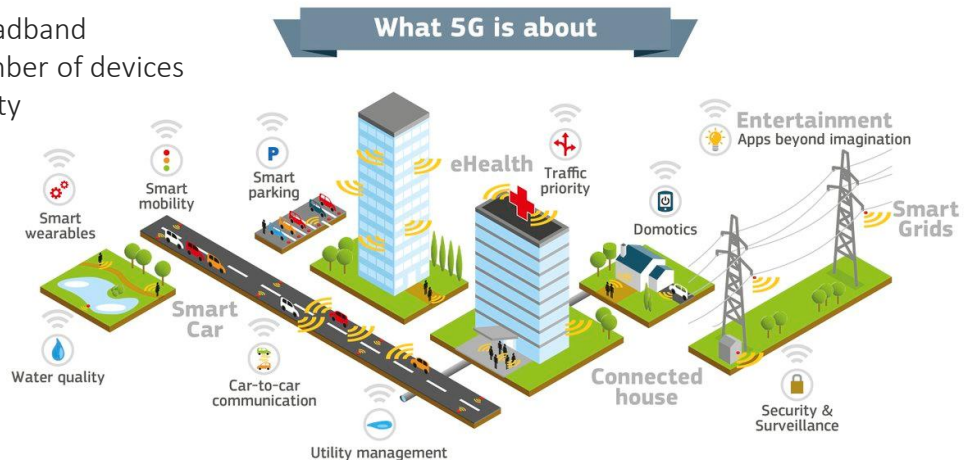 adband
nber of devices
ty
What 5G is about
Entertainment
Apps beyond imagination
eHealth
Traffic
priority
Smart
parking
Smart
mobility
Smart
wearables
Domotics
Smart
Grids
Smart
Car
Water quality
Car-to-car
communication
Connected
house
Security &
Surveillance
Utility management
P